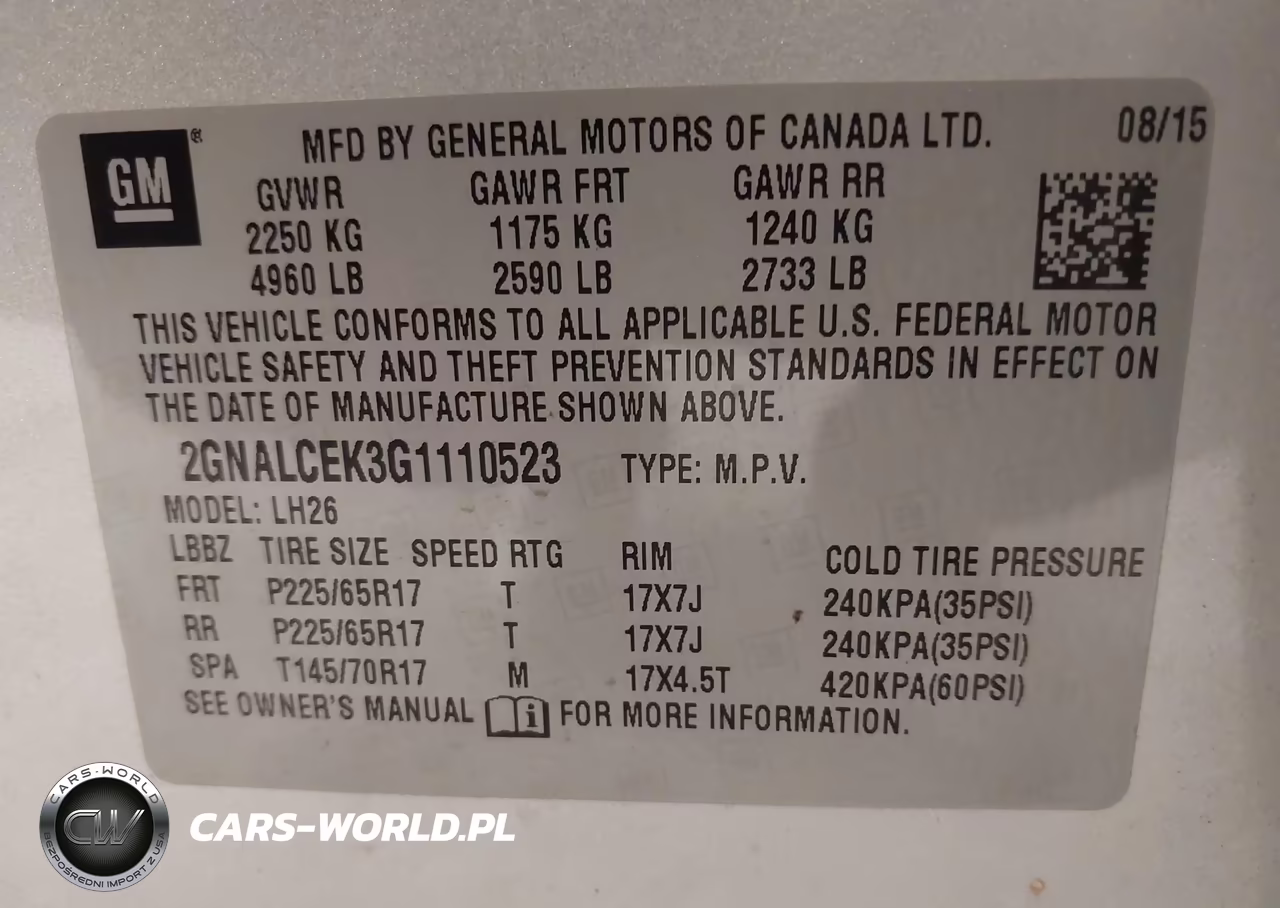 GM ® MFD BY GENERAL MOTORS OF CANADA LTD. 08/15
GVWR GAWR FRT GAWR RR
2250 KG 1175 KG 1240 KG
4960 LB 2590 LB 2733 LB
THIS VEHICLE CONFORMS TO ALL APPLICABLE U.S. FEDERAL MOTOR
VEHICLE SAFETY AND THEFT PREVENTION STANDARDS IN EFFECT ON
THE DATE OF MANUFACTURE SHOWN ABOVE.
2GNALCEK3G1110523 TYPE: M.P.V.
MODEL: LH26
LBBZ TIRE SIZE SPEED RTG RIM COLD TIRE PRESSURE
FRT P225/65R17 T 17X7J 240KPA(35PSI)
RR P225/65R17 T 17X7J 240KPA(35PSI)
SPA T145/70R17 M 17X4.5T 420KPA(60PSI)
SEE OWNER'S MANUAL i FOR MORE INFORMATION.
CARS-WORLD
CW
BEZPOŚREDNI IMPORT Z USA
CARS-WORLD.PL